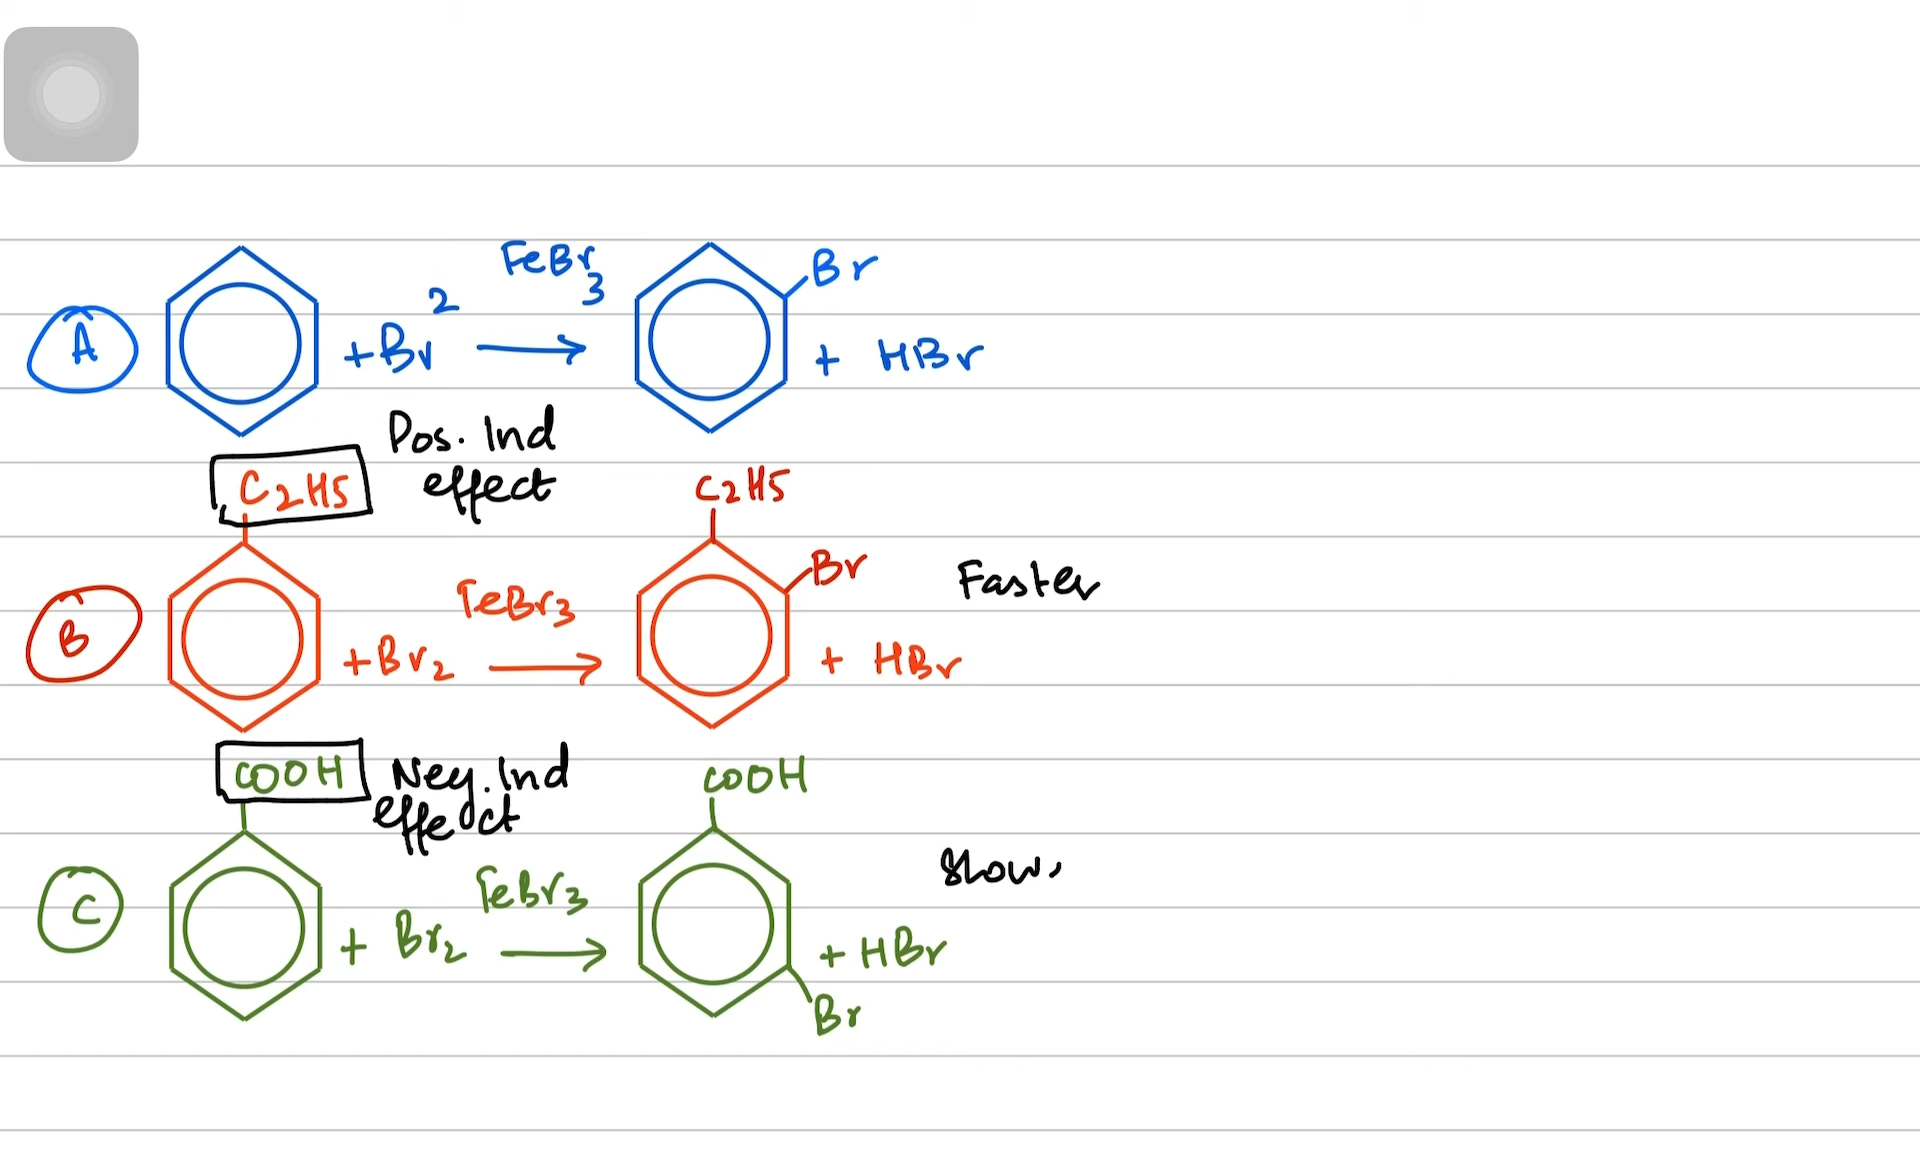 FeBr3
Br
A
+Br2
+ HBr
Pos. Ind
effect
C2H5
C2H5
Br
Faster
FeBr3
B
+Br2
+ HBr
COOH
Neg. Ind
effect
COOH
Slow,
FeBr3
C
+ Br2
+ HBr
Br